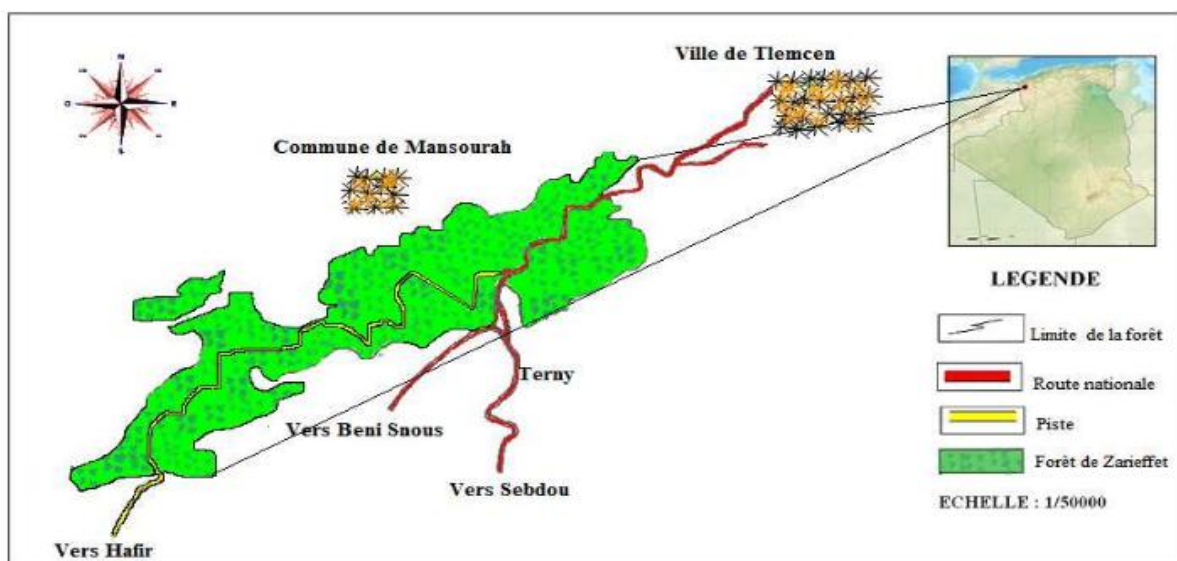 Ville de Tlemcen
Commune de Mansourah
N
O
E
S
Terny
Vers Beni Snous
Vers Sebdou
Vers Hafir
LEGENDE
Limite de la forêt
Route nationale
Piste
Forêt de Zarieffet
ECHELLE : 1/50000